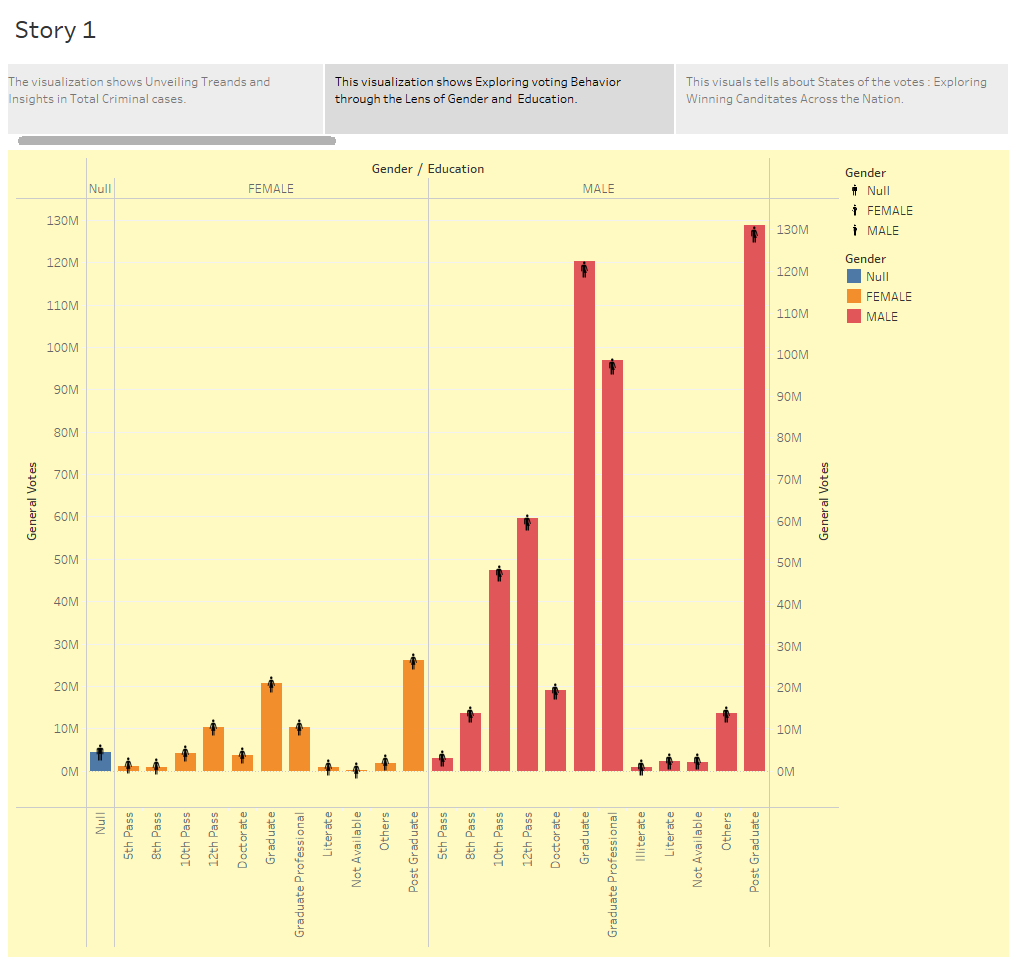 Story 1
The visualization shows Unveiling Treands and
Insights in Total Criminal cases.
This visualization shows Exploring voting Behavior
through the Lens of Gender and  Education.
This visuals tells about States of the votes : Exploring
Winning Canditates Across the Nation.
Gender / Education
Null
FEMALE
MALE
130M
120M
110M
100M
90M
80M
70M
60M
50M
40M
30M
20M
10M
0M
General Votes
Null
5th Pass
8th Pass
10th Pass
12th Pass
Doctorate
Graduate
Graduate Professional
Literate
Not Available
Others
Post Graduate
5th Pass
8th Pass
10th Pass
12th Pass
Doctorate
Graduate
Graduate Professional
Illiterate
Literate
Not Available
Others
Post Graduate
130M
120M
110M
100M
90M
80M
70M
60M
50M
40M
30M
20M
10M
0M
General Votes
Gender
Null
FEMALE
MALE
Gender
Null
FEMALE
MALE